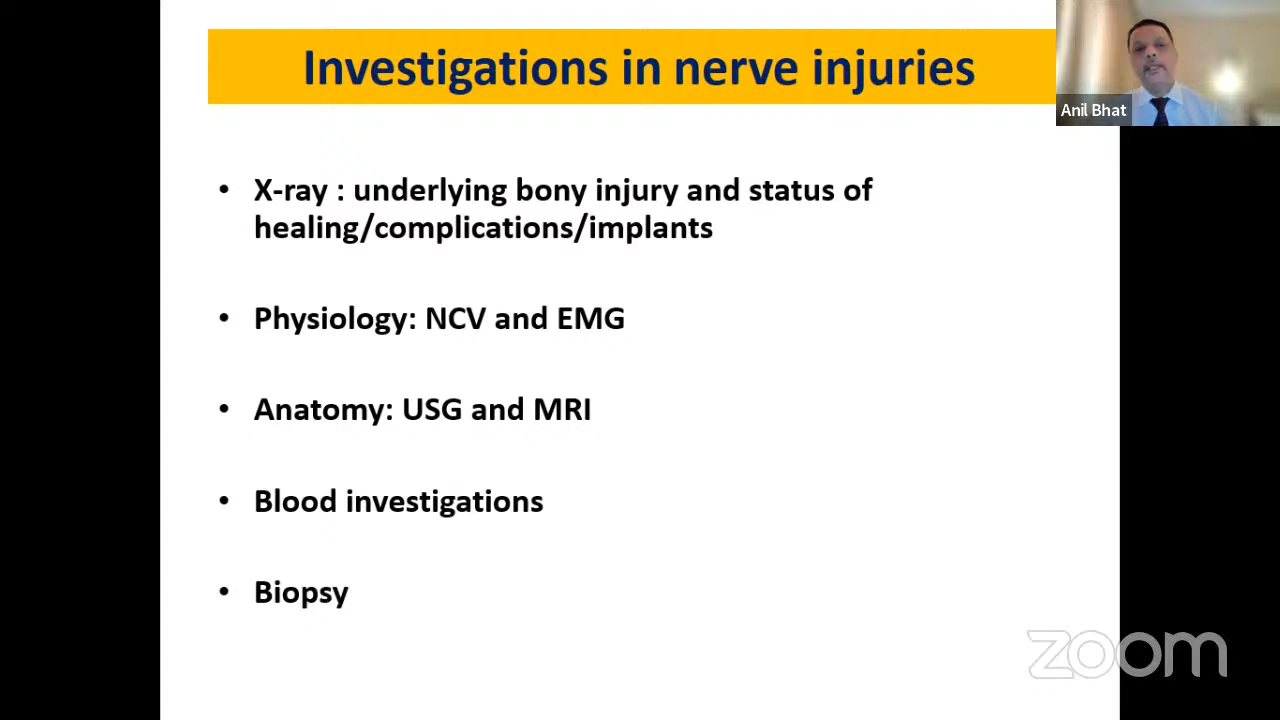 Investigations in nerve injuries
Anil Bhat
• X-ray : underlying bony injury and status of
healing/complications/implants
• Physiology: NCV and EMG
• Anatomy: USG and MRI
• Blood investigations
• Biopsy
zoom